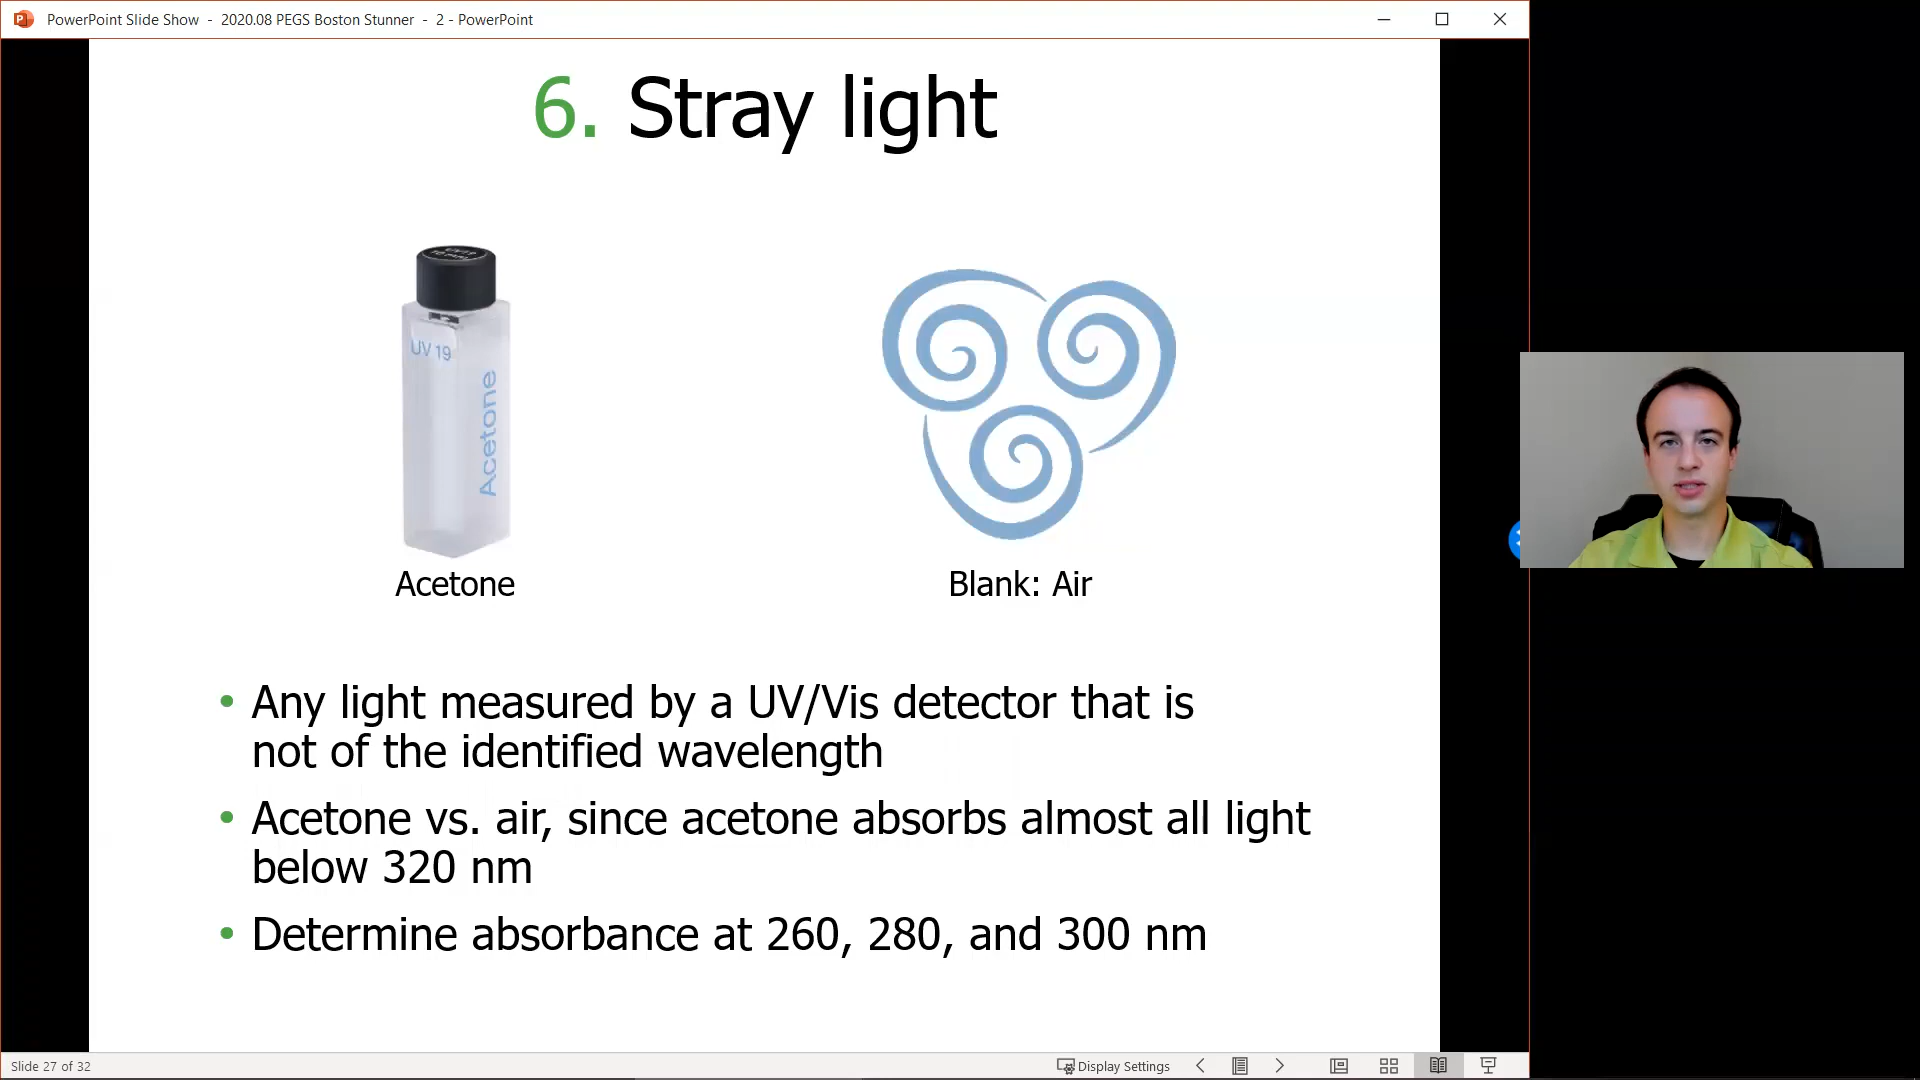 PowerPoint Slide Show - 2020.08 PEGS Boston Stunner - 2 - PowerPoint
6. Stray light
UV 19
Acetone
Acetone
Blank: Air
• Any light measured by a UV/Vis detector that is
not of the identified wavelength
• Acetone vs. air, since acetone absorbs almost all light
below 320 nm
• Determine absorbance at 260, 280, and 300 nm
Slide 27 of 32
Display Settings